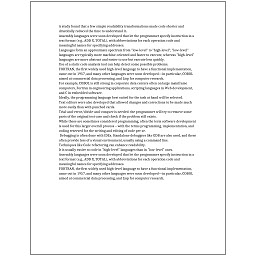 A study found that a few simple readability transformations made code shorter and
drastically reduced the time to understand it.
Assembly languages were soon developed that let the programmer specify instruction in a
text format (e.g., ADD X, TOTAL), with abbreviations for each operation code and
meaningful names for specifying addresses.
Languages form an approximate spectrum from "low-level" to "high-level"; "low-level"
languages are typically more machine-oriented and faster to execute, whereas "high-level"
languages are more abstract and easier to use but execute less quickly.
Use of a static code analysis tool can help detect some possible problems.
FORTRAN, the first widely used high-level language to have a functional implementation,
came out in 1957, and many other languages were soon developed—in particular, COBOL
aimed at commercial data processing, and Lisp for computer research.
For example, COBOL is still strong in corporate data centers often on large mainframe
computers, Fortran in engineering applications, scripting languages in Web development,
and C in embedded software.
Ideally, the programming language best suited for the task at hand will be selected.
Text editors were also developed that allowed changes and corrections to be made much
more easily than with punched cards.
Trial-and-error/divide-and-conquer is needed: the programmer will try to remove some
parts of the original test case and check if the problem still exists.
While these are sometimes considered programming, often the term software development
is used for this larger overall process – with the terms programming, implementation, and
coding reserved for the writing and editing of code per se.
Debugging is often done with IDEs. Standalone debuggers like GDB are also used, and these
often provide less of a visual environment, usually using a command line.
Techniques like Code refactoring can enhance readability.
It is usually easier to code in "high-level" languages than in "low-level" ones.
Assembly languages were soon developed that let the programmer specify instruction in a
text format (e.g., ADD X, TOTAL), with abbreviations for each operation code and
meaningful names for specifying addresses.
FORTRAN, the first widely used high-level language to have a functional implementation,
came out in 1957, and many other languages were soon developed—in particular, COBOL
aimed at commercial data processing, and Lisp for computer research.